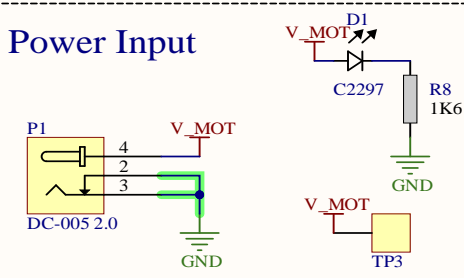 Power Input
D1
V_MOT
C2297
R8
1K6
GND
P1
4
V_MOT
2
3
DC-005 2.0
GND
V_MOT
TP3